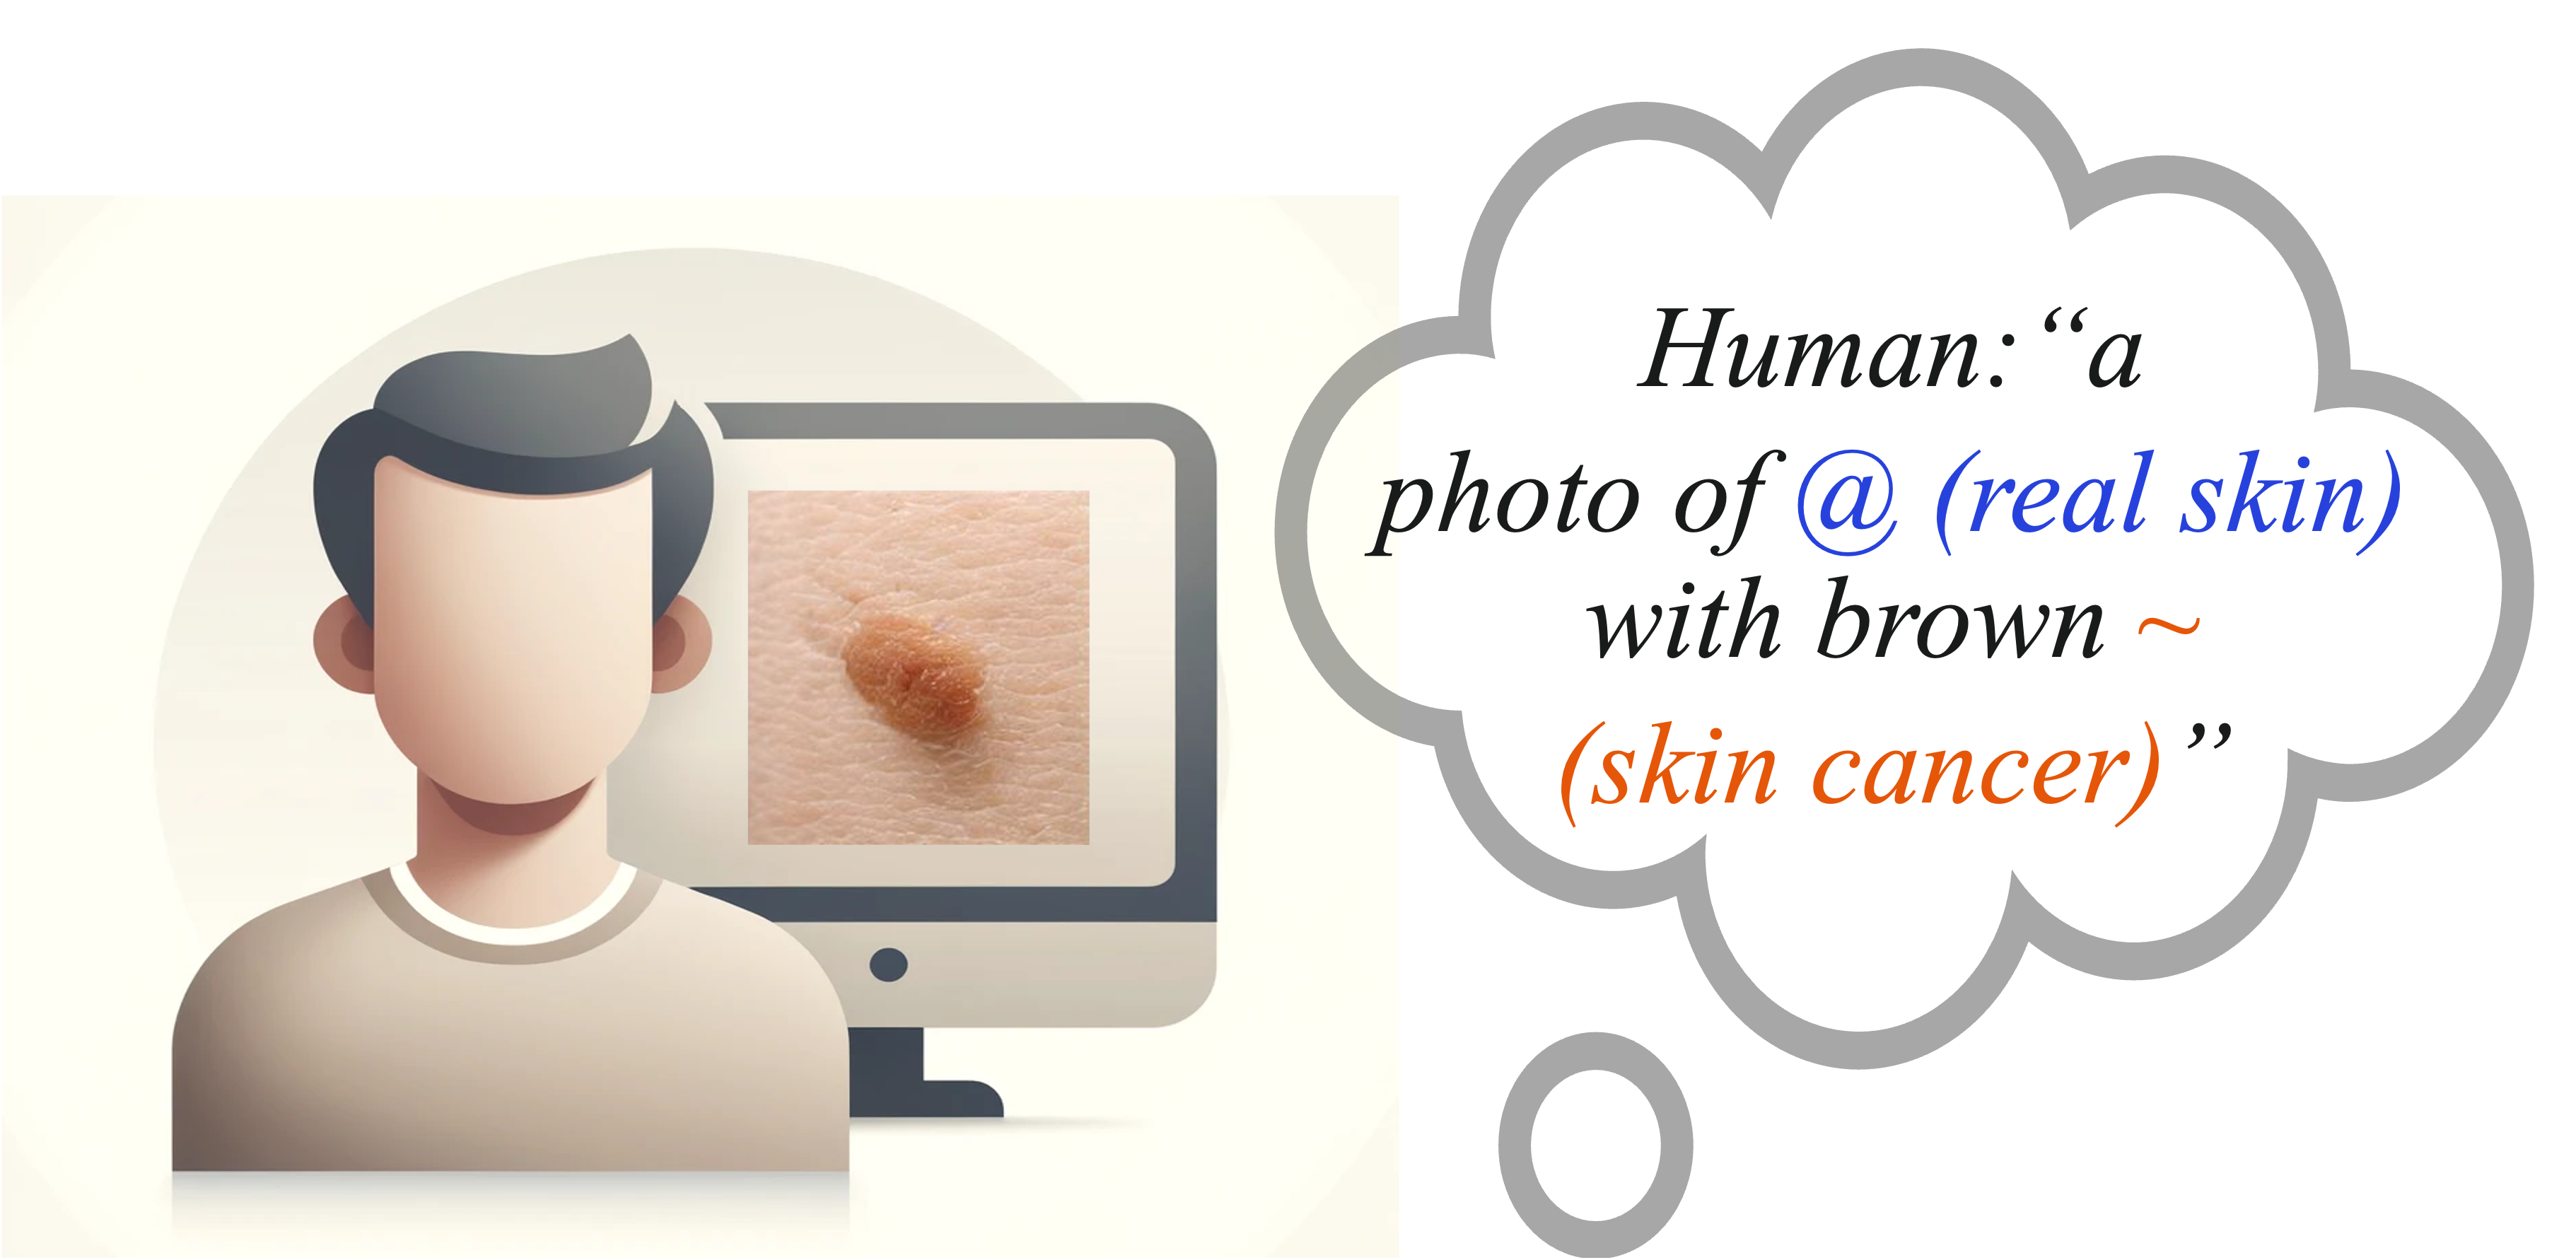 Human:“a
photo of @ (real skin)
with brown ~
(skin cancer)”